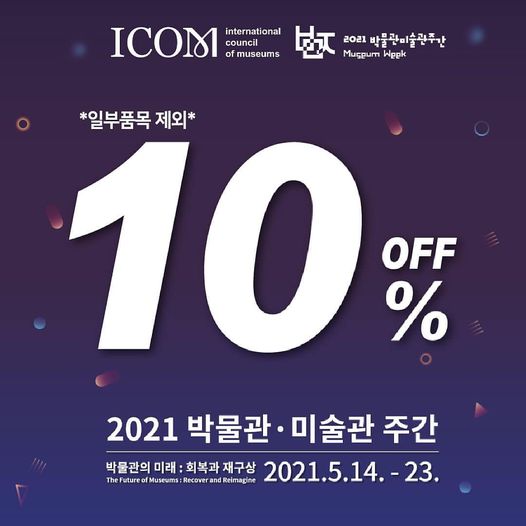 ICOM international
council
of museums
2021 박물관미술관주간
Museum Week
*일부품목 제외*
10
OFF
%
2021 박물관·미술관 주간
박물관의 미래 : 회복과 재구상
The Future of Museums : Recover and Reimagine
2021.5.14. - 23.